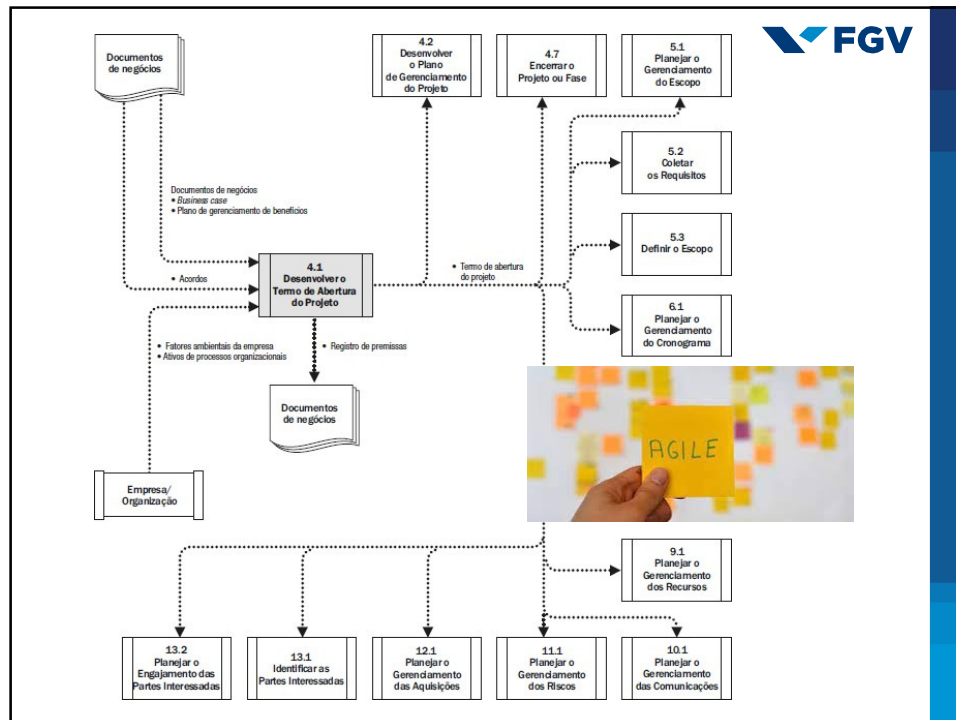 FGV
Documentos
de negócios
4.2
Desenvolver
o Plano
de Gerenciamento
do Projeto
4.7
Encerrar o
Projeto ou Fase
5.1
Planejar o
Gerenciamento
do Escopo
5.2
Coletar
os Requisitos
Documentos de negócios
• Business case
• Plano de gerenciamento de benefícios
5.3
Definir o Escopo
• Acordos
4.1
Desenvolver o
Termo de Abertura
do Projeto
• Termo de abertura
do projeto
6.1
Planejar o
Gerenciamento
do Cronograma
• Fatores ambientais da empresa
• Ativos de processos organizacionais
• Registro de premissas
Documentos
de negócios
AGILE
Empresa/
Organização
9.1
Planejar o
Gerenciamento
dos Recursos
13.2
Planejar o
Engajamento das
Partes Interessadas
13.1
Identificar as
Partes Interessadas
12.1
Planejar o
Gerenciamento
das Aquisições
11.1
Planejar o
Gerenciamento
dos Riscos
10.1
Planejar o
Gerenciamento
das Comunicações